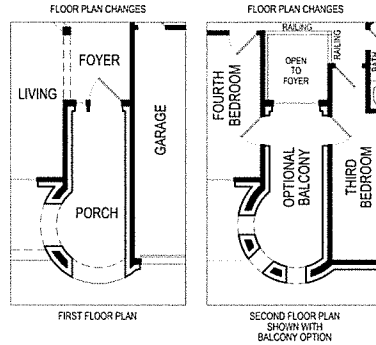 FLOOR PLAN CHANGES
FOYER
LIVING
GARAGE
PORCH
FIRST FLOOR PLAN
FLOOR PLAN CHANGES
RAILING
RAILING
OPEN
TO
FOYER
BATH
FOURTH
BEDROOM
OPTIONAL
BALCONY
THIRD
BEDROOM
SECOND FLOOR PLAN
SHOWN WITH
BALCONY OPTION